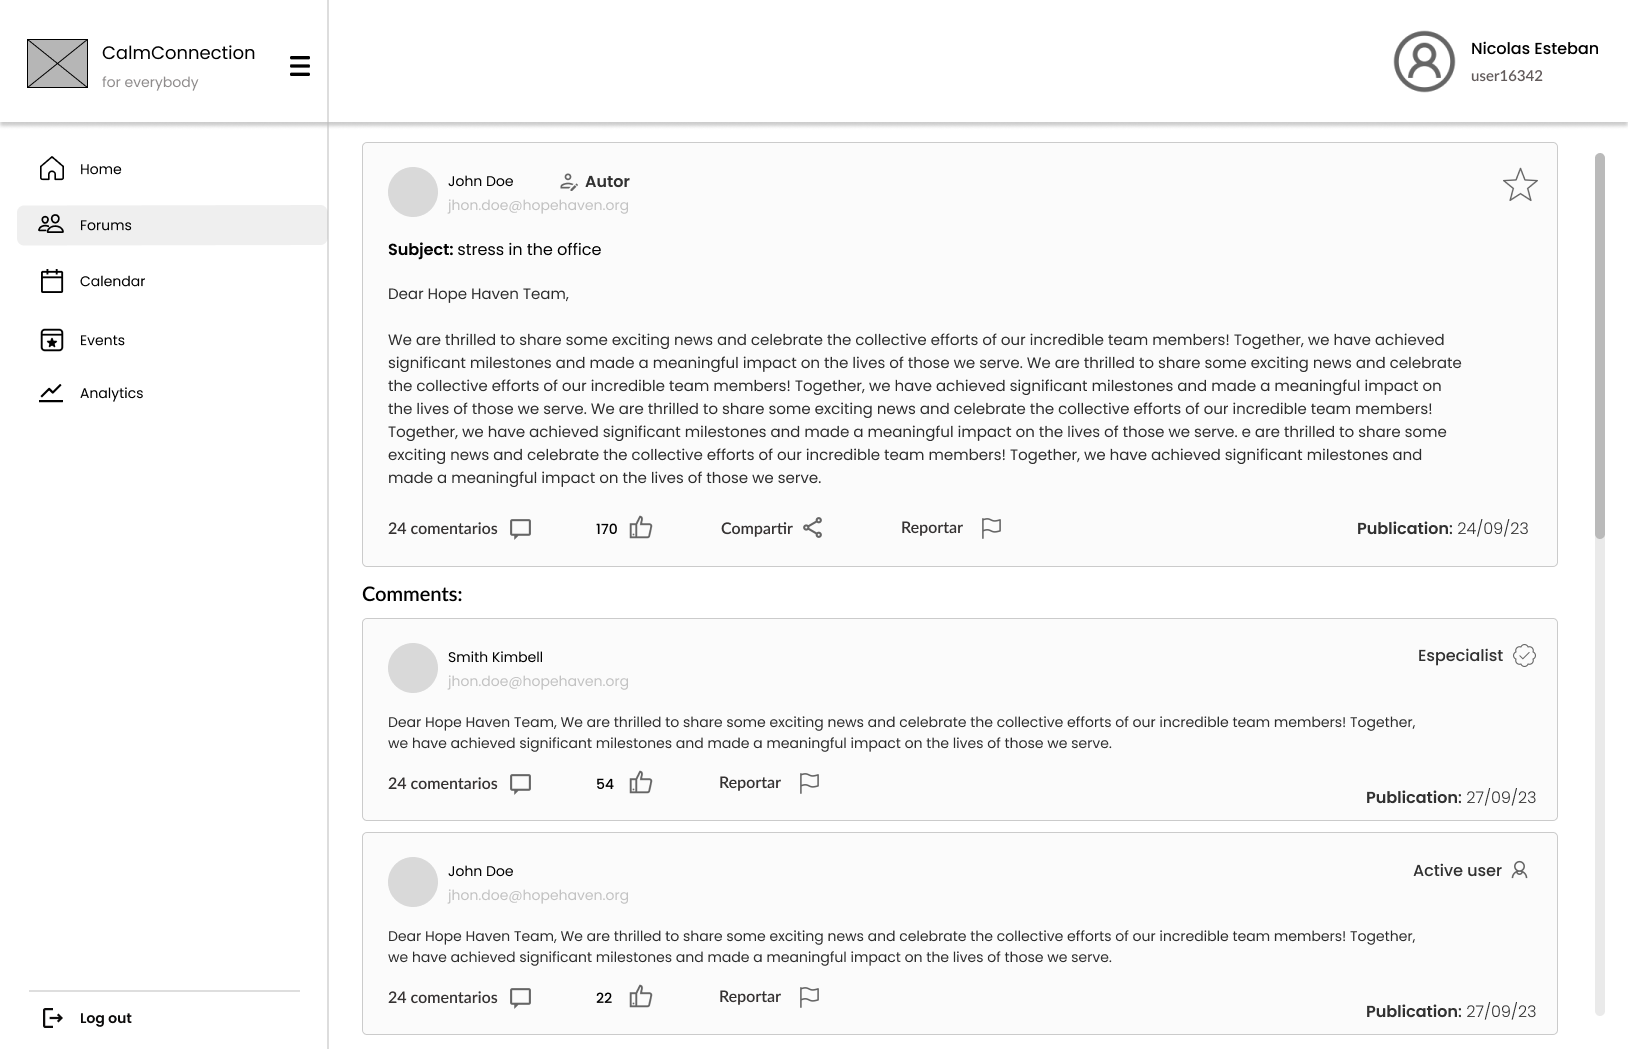 CalmConnection
for everybody
Nicolas Esteban
user16342
Home
Forums
Calendar
Events
Analytics
Log out
John Doe
Autor
jhon.doe@hopehaven.org
Subject: stress in the office
Dear Hope Haven Team,
We are thrilled to share some exciting news and celebrate the collective efforts of our incredible team members! Together, we have achieved
significant milestones and made a meaningful impact on the lives of those we serve. We are thrilled to share some exciting news and celebrate
the collective efforts of our incredible team members! Together, we have achieved significant milestones and made a meaningful impact on
the lives of those we serve. We are thrilled to share some exciting news and celebrate the collective efforts of our incredible team members!
Together, we have achieved significant milestones and made a meaningful impact on the lives of those we serve. e are thrilled to share some
exciting news and celebrate the collective efforts of our incredible team members! Together, we have achieved significant milestones and
made a meaningful impact on the lives of those we serve.
24 comentarios
170
Compartir
Reportar
Publication: 24/09/23
Comments:
Smith Kimbell
Especialist
jhon.doe@hopehaven.org
Dear Hope Haven Team, We are thrilled to share some exciting news and celebrate the collective efforts of our incredible team members! Together,
we have achieved significant milestones and made a meaningful impact on the lives of those we serve.
24 comentarios
54
Reportar
Publication: 27/09/23
John Doe
Active user
jhon.doe@hopehaven.org
Dear Hope Haven Team, We are thrilled to share some exciting news and celebrate the collective efforts of our incredible team members! Together,
we have achieved significant milestones and made a meaningful impact on the lives of those we serve.
24 comentarios
22
Reportar
Publication: 27/09/23